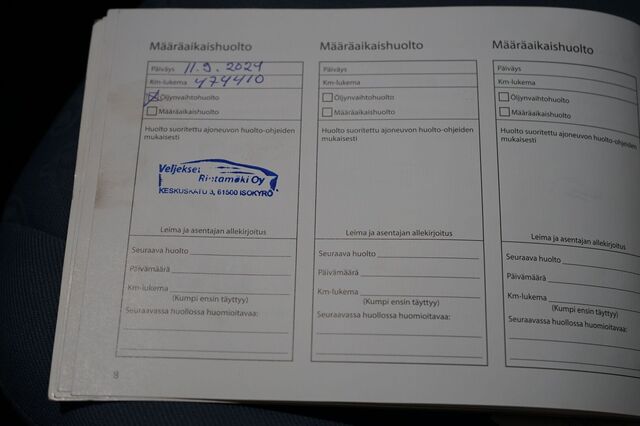 Määräaikaishuolto
Päiväys 11.9.2024
Km-lukema 474410
Öljynvaihtohuolto
Määräaikaishuolto
Huolto suoritettu ajoneuvon huolto-ohjeiden
mukaisesti
Veljekset
Rintamäki Oy
KESKUSKATU 3, 61500 ISOKYRÖ
Leima ja asentajan allekirjoitus
Seuraava huolto
Päivämäärä
Km-lukema
(Kumpi ensin täyttyy)
Seuraavassa huollossa huomioitavaa:
8
Määräaikaishuolto
Päiväys
Km-lukema
Öljynvaihtohuolto
Määräaikaishuolto
Huolto suoritettu ajoneuvon huolto-ohjeiden
mukaisesti
Leima ja asentajan allekirjoitus
Seuraava huolto
Päivämäärä
Km-lukema
(Kumpi ensin täyttyy)
Seuraavassa huollossa huomioitavaa:
Määräaikaishuolto
Päiväys
Km-lukema
Öljynvaihtohuolto
Määräaikaishuolto
Huolto suoritettu ajoneuvon huolto-ohjeiden
mukaisesti
Leima ja asentajan allekirjoitus
Seuraava huolto
Päivämäärä
Km-lukema
(Kumpi ensin täyttyy)
Seuraavassa huollossa huomioitavaa: